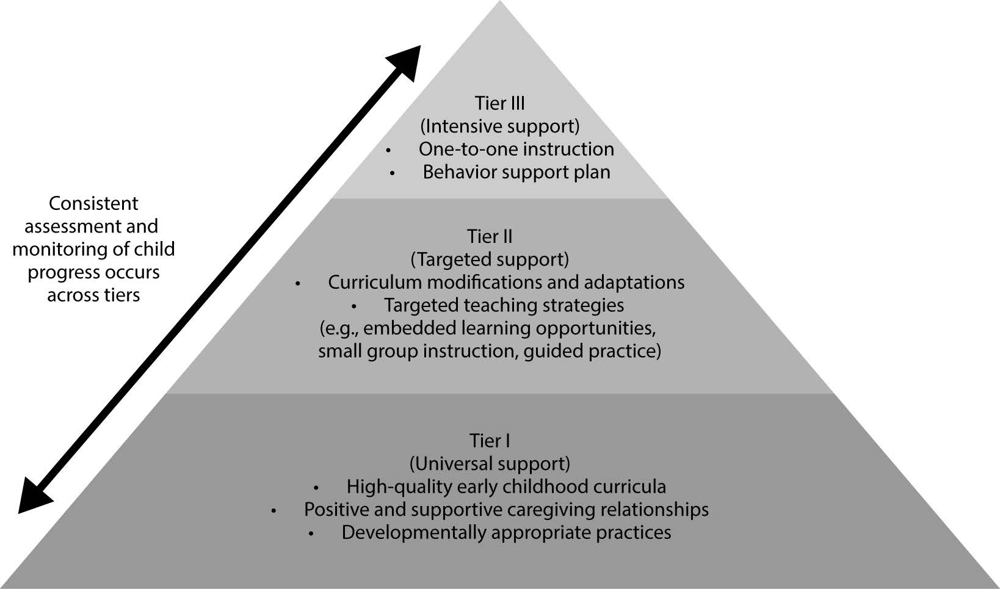 Tier III
(Intensive support)
• One-to-one instruction
• Behavior support plan
Consistent
assessment and
monitoring of child
progress occurs
across tiers
Tier II
(Targeted support)
• Curriculum modifications and adaptations
• Targeted teaching strategies
(e.g., embedded learning opportunities,
small group instruction, guided practice)
Tier I
(Universal support)
• High-quality early childhood curricula
• Positive and supportive caregiving relationships
• Developmentally appropriate practices